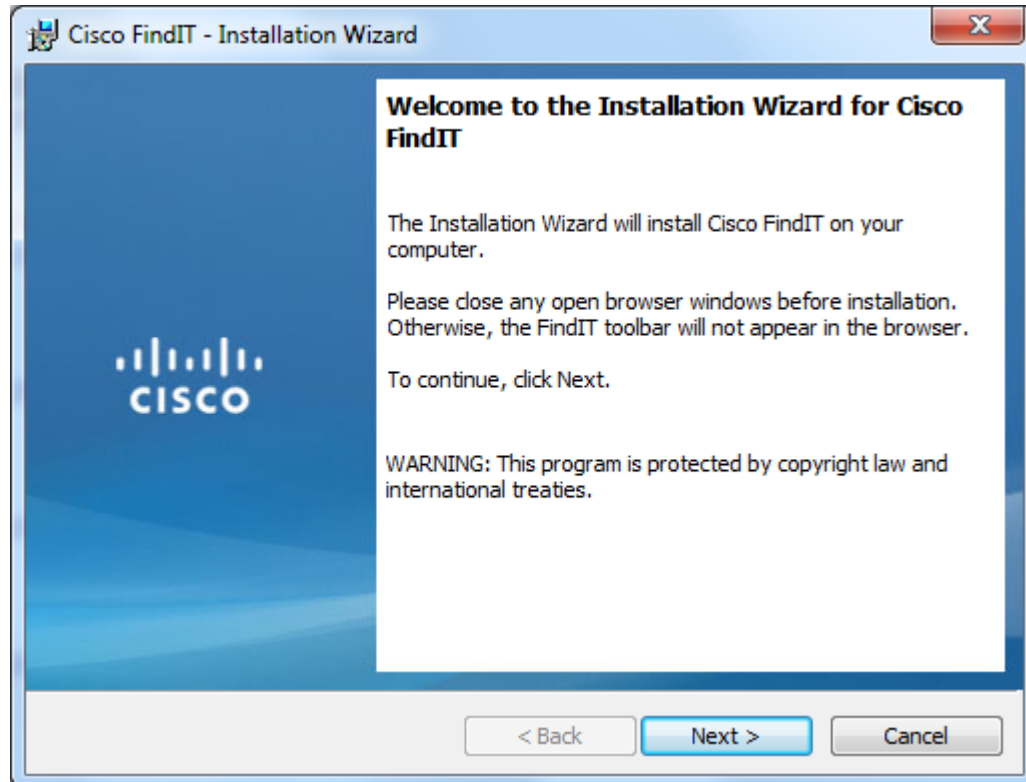 Cisco FindIT - Installation Wizard
Welcome to the Installation Wizard for Cisco
FindIT
The Installation Wizard will install Cisco FindIT on your
computer.
Please close any open browser windows before installation.
Otherwise, the FindIT toolbar will not appear in the browser.
To continue, click Next.
WARNING: This program is protected by copyright law and
international treaties.
CISCO
< Back
Next >
Cancel